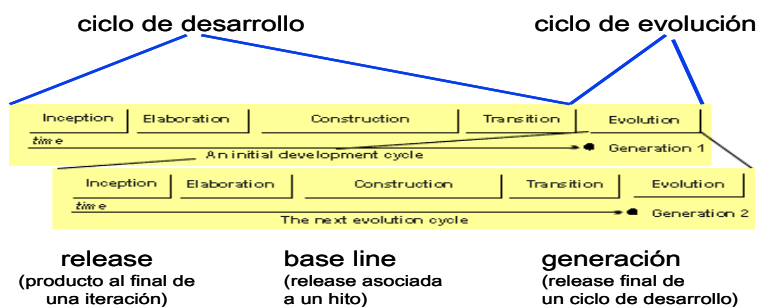 ciclo de desarrollo ciclo de evolución
Inception Elaboration Construction Transition Evolution
time
An initial development cycle Generation 1
Inception Elaboration Construction Transition Evolution
time
The next evolution cycle Generation 2
release base line generación
(producto al final de (release asociada (release final de
una iteración) a un hito) un ciclo de desarrollo)